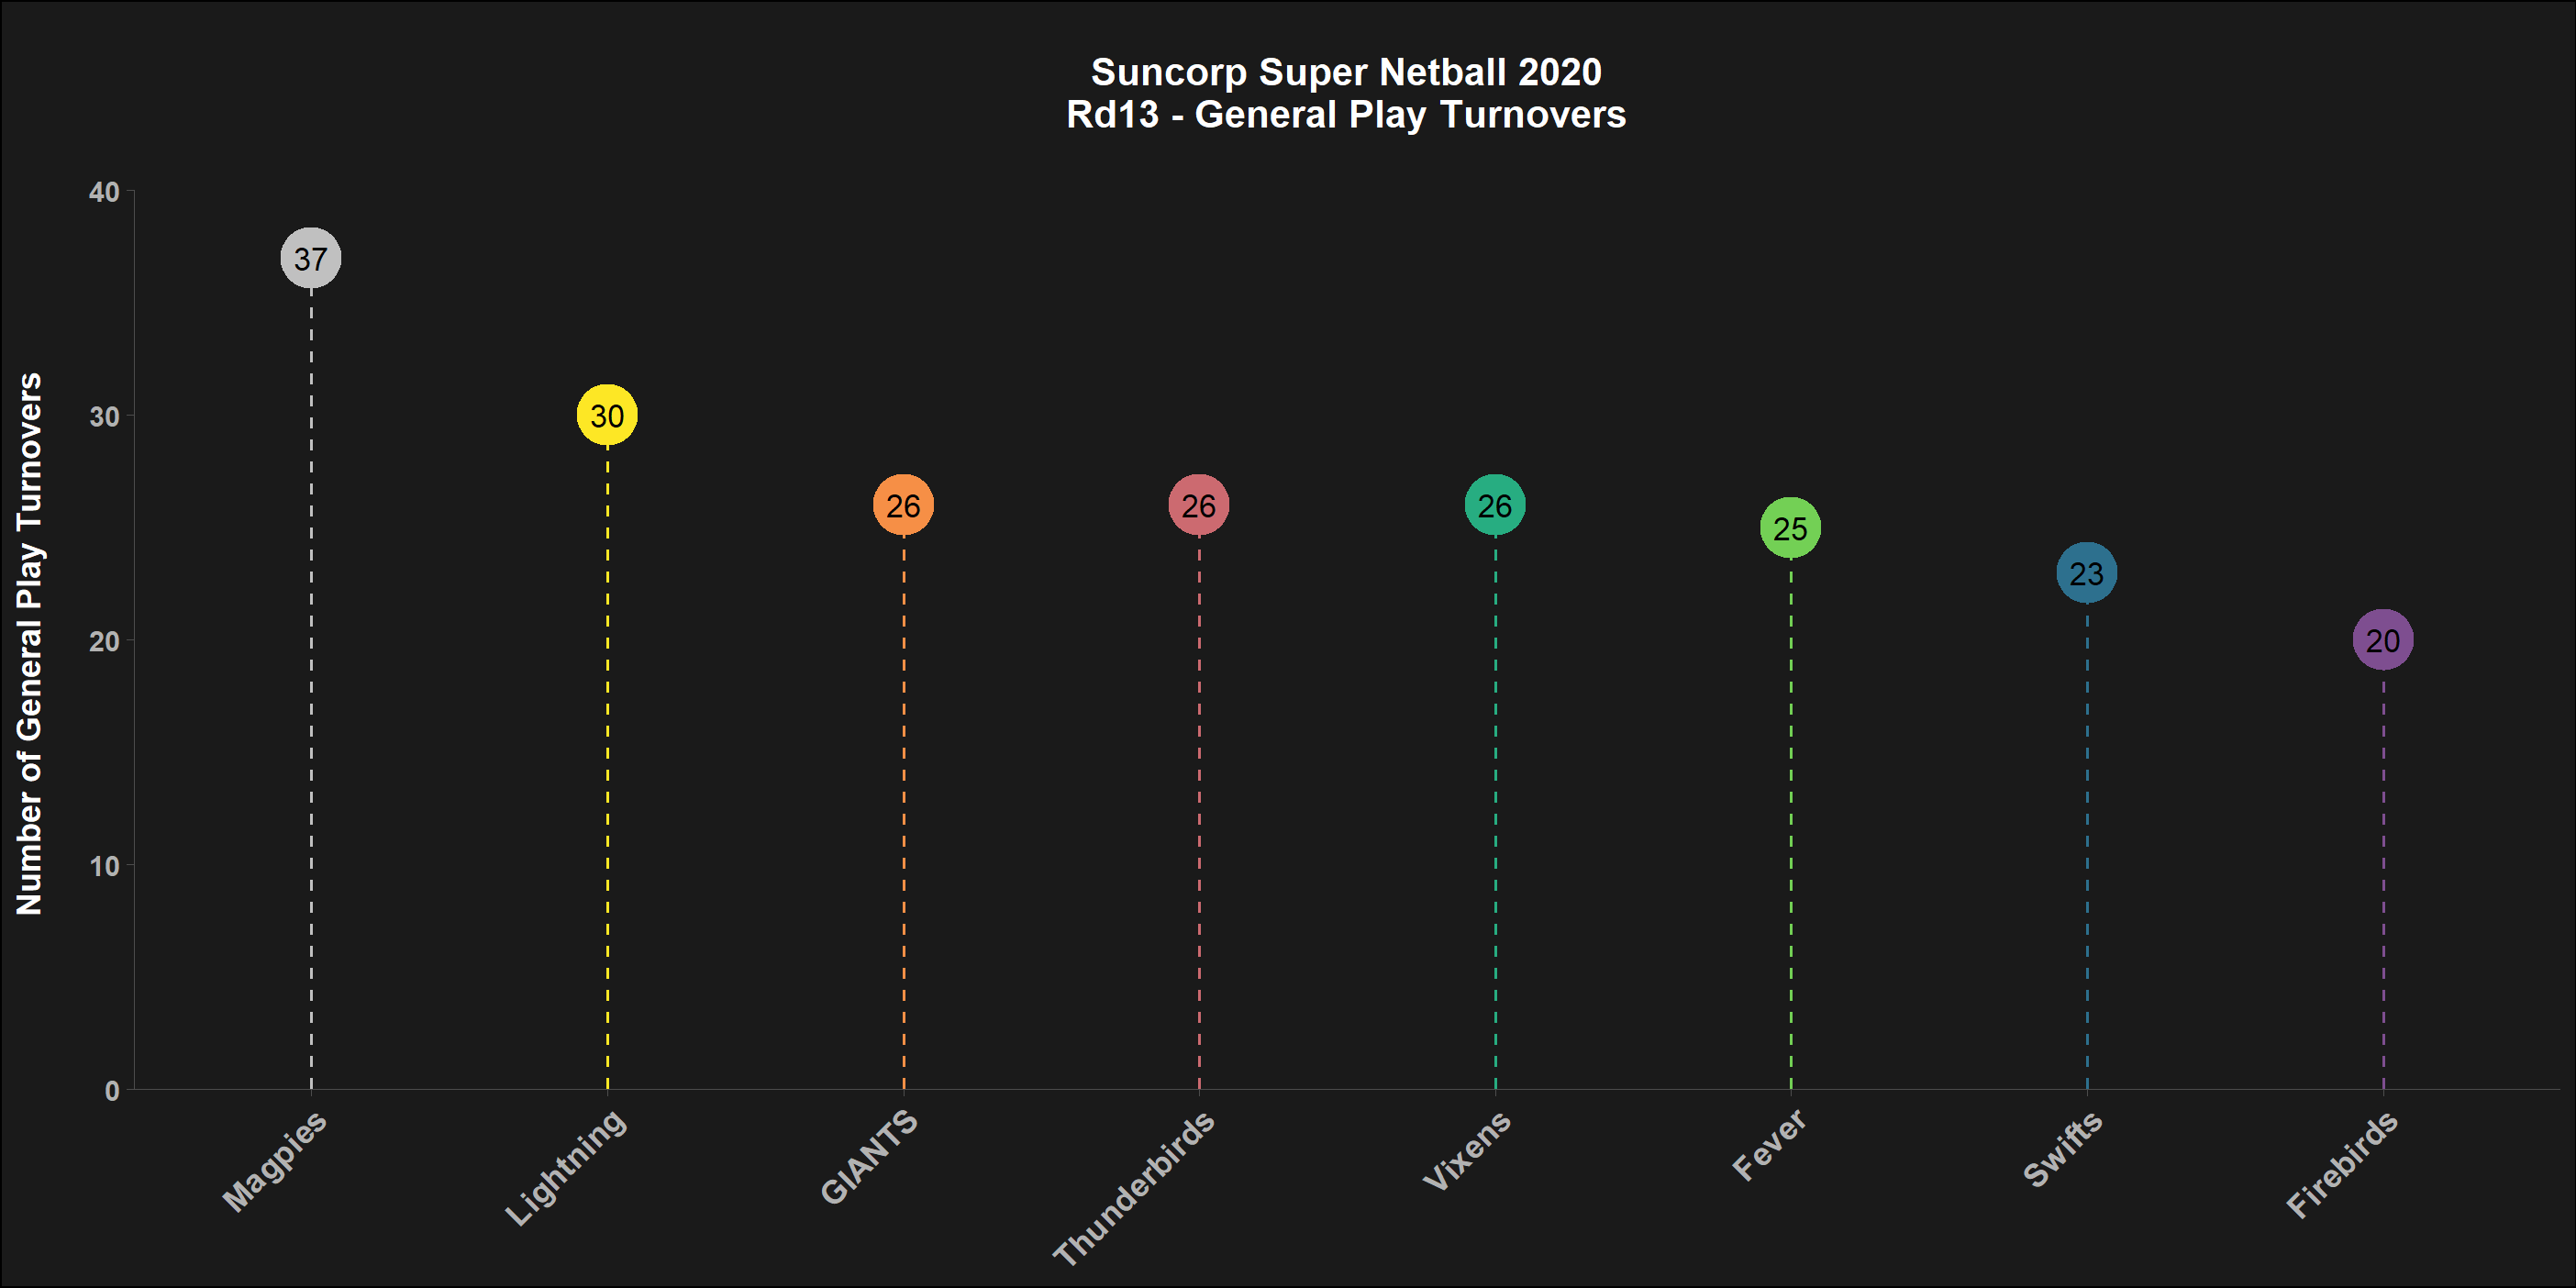 Suncorp Super Netball 2020
Rd13 - General Play Turnovers
Number of General Play Turnovers
40
30
20
10
0
37
30
26
26
26
25
23
20
Magpies
Lightning
GIANTS
Thunderbirds
Vixens
Fever
Swifts
Firebirds